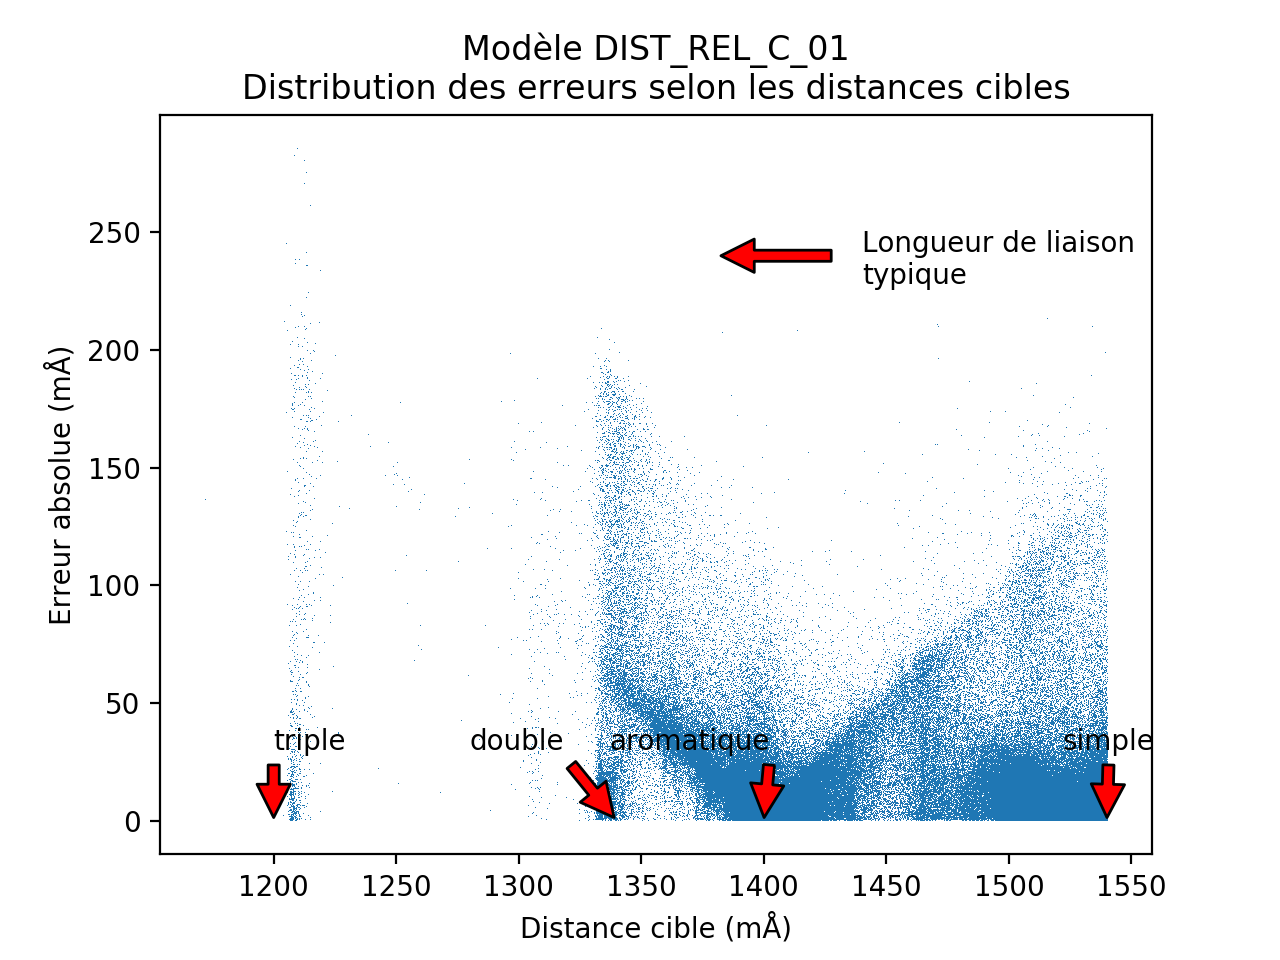 Modèle DIST_REL_C_01
Distribution des erreurs selon les distances cibles
Erreur absolue (mÅ)
250
200
150
100
50
0
Longueur de liaison
typique
triple
double
aromatique
simple
1200
1250
1300
1350
1400
1450
1500
1550
Distance cible (mÅ)